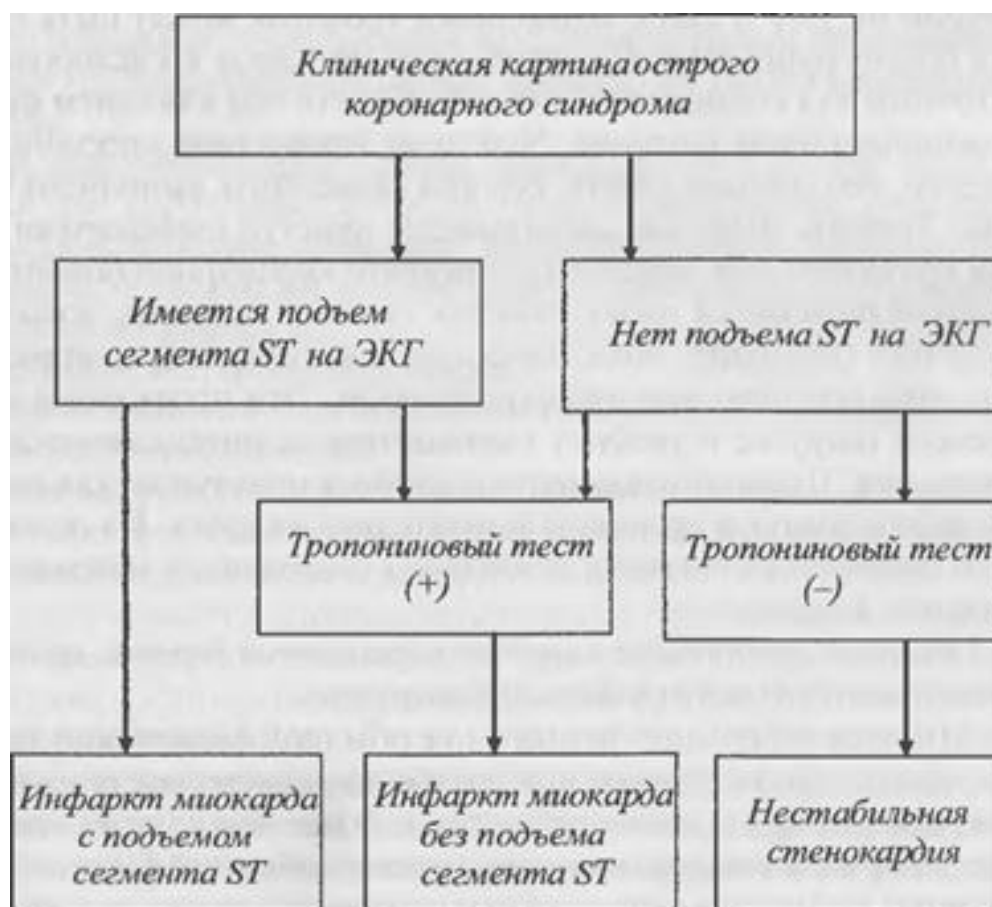 Клиническая картина острого
коронарного синдрома
Имеется подъем
сегмента ST на ЭКГ
Нет подъема ST на ЭКГ
Тропониновый тест
(+)
Тропониновый тест
(–)
Инфаркт миокарда
с подъемом
сегмента ST
Инфаркт миокарда
без подъема
сегмента ST
Нестабильная
стенокардия